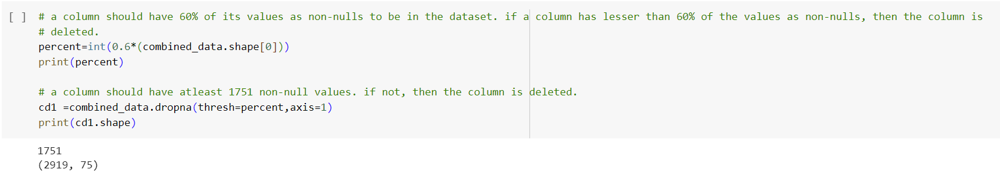 [ ] # a column should have 60% of its values as non-nulls to be in the dataset. if a column has lesser than 60% of the values as non-nulls, then the column is
# deleted.
percent=int(0.6*(combined_data.shape[0]))
print(percent)
# a column should have atleast 1751 non-null values. if not, then the column is deleted.
cd1 =combined_data.dropna(thresh=percent,axis=1)
print(cd1.shape)
1751
(2919, 75)